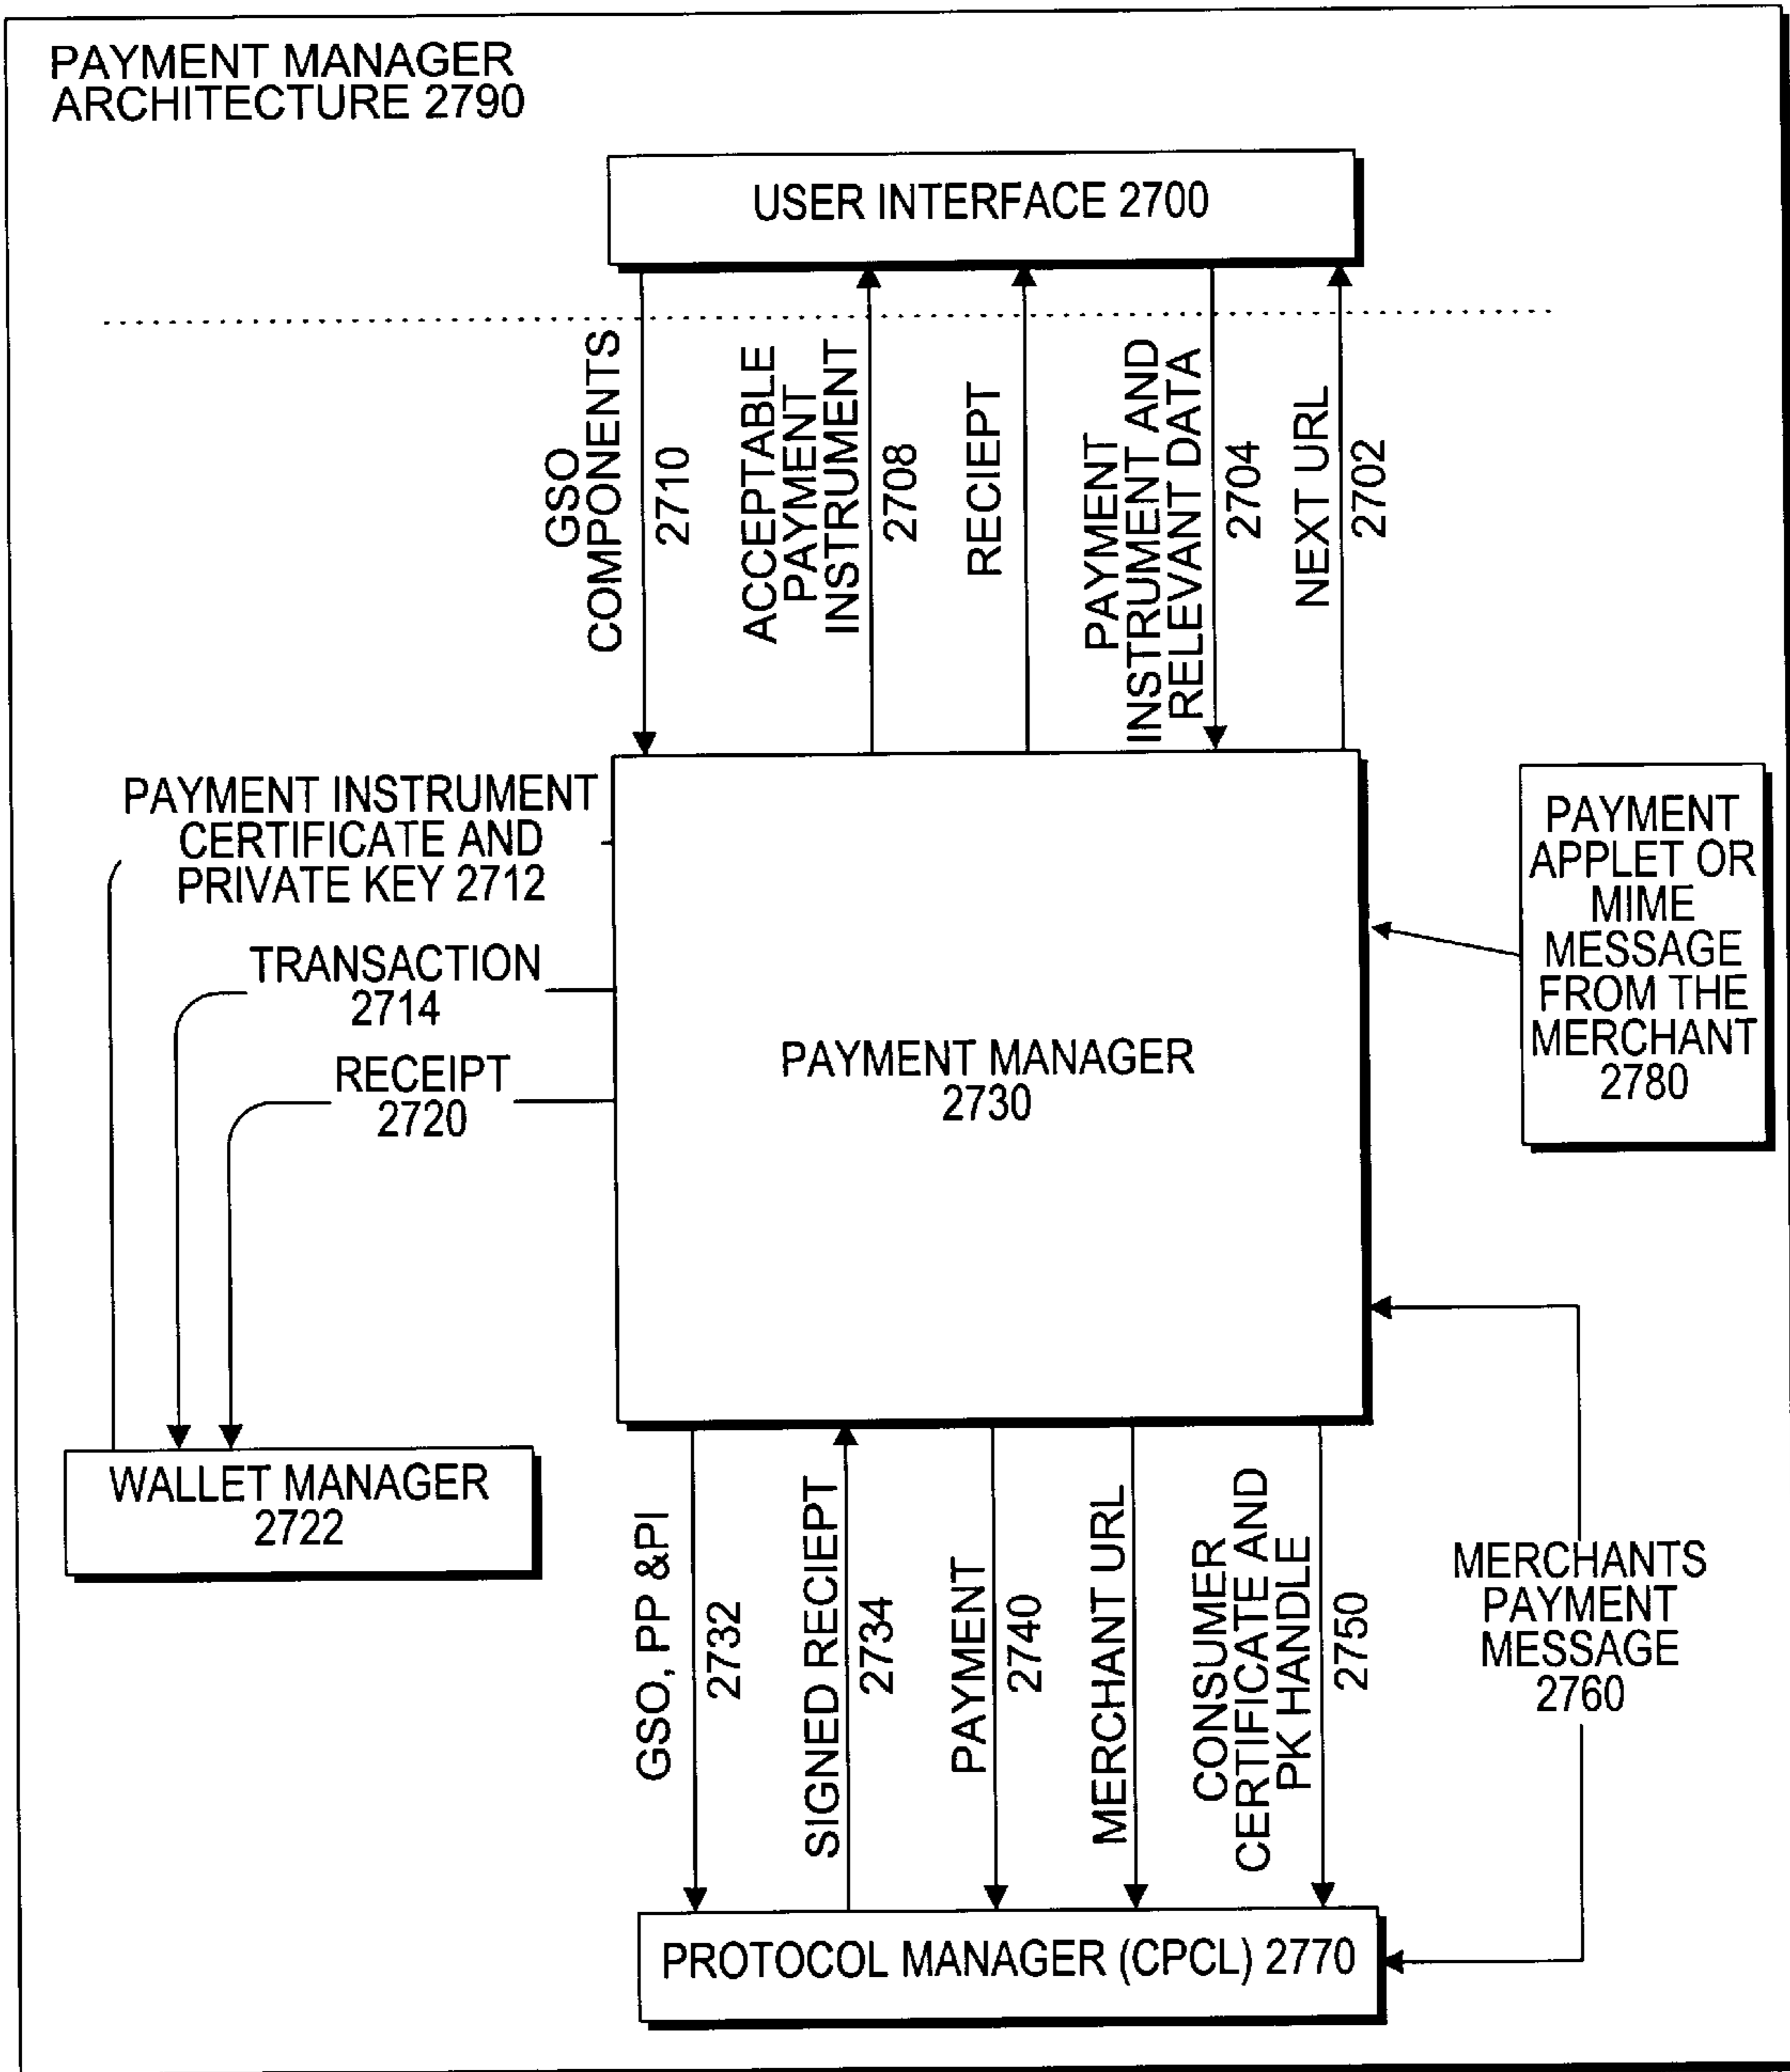 PAYMENT MANAGER
ARCHITECTURE 2790
USER INTERFACE 2700
GSO
COMPONENTS
2710
ACCEPTABLE
PAYMENT
INSTRUMENT
2708
RECIEPT
PAYMENT
INSTRUMENT AND
RELEVANT DATA
2704
NEXT URL
2702
PAYMENT INSTRUMENT
CERTIFICATE AND
PRIVATE KEY 2712
TRANSACTION
2714
RECEIPT
2720
PAYMENT MANAGER
2730
PAYMENT
APPLET OR
MIME
MESSAGE
FROM THE
MERCHANT
2780
WALLET MANAGER
2722
GSO, PP &PI
2732
SIGNED RECIEPT
2734
PAYMENT
2740
MERCHANT URL
CONSUMER
CERTIFICATE AND
PK HANDLE
2750
MERCHANTS
PAYMENT
MESSAGE
2760
PROTOCOL MANAGER (CPCL) 2770